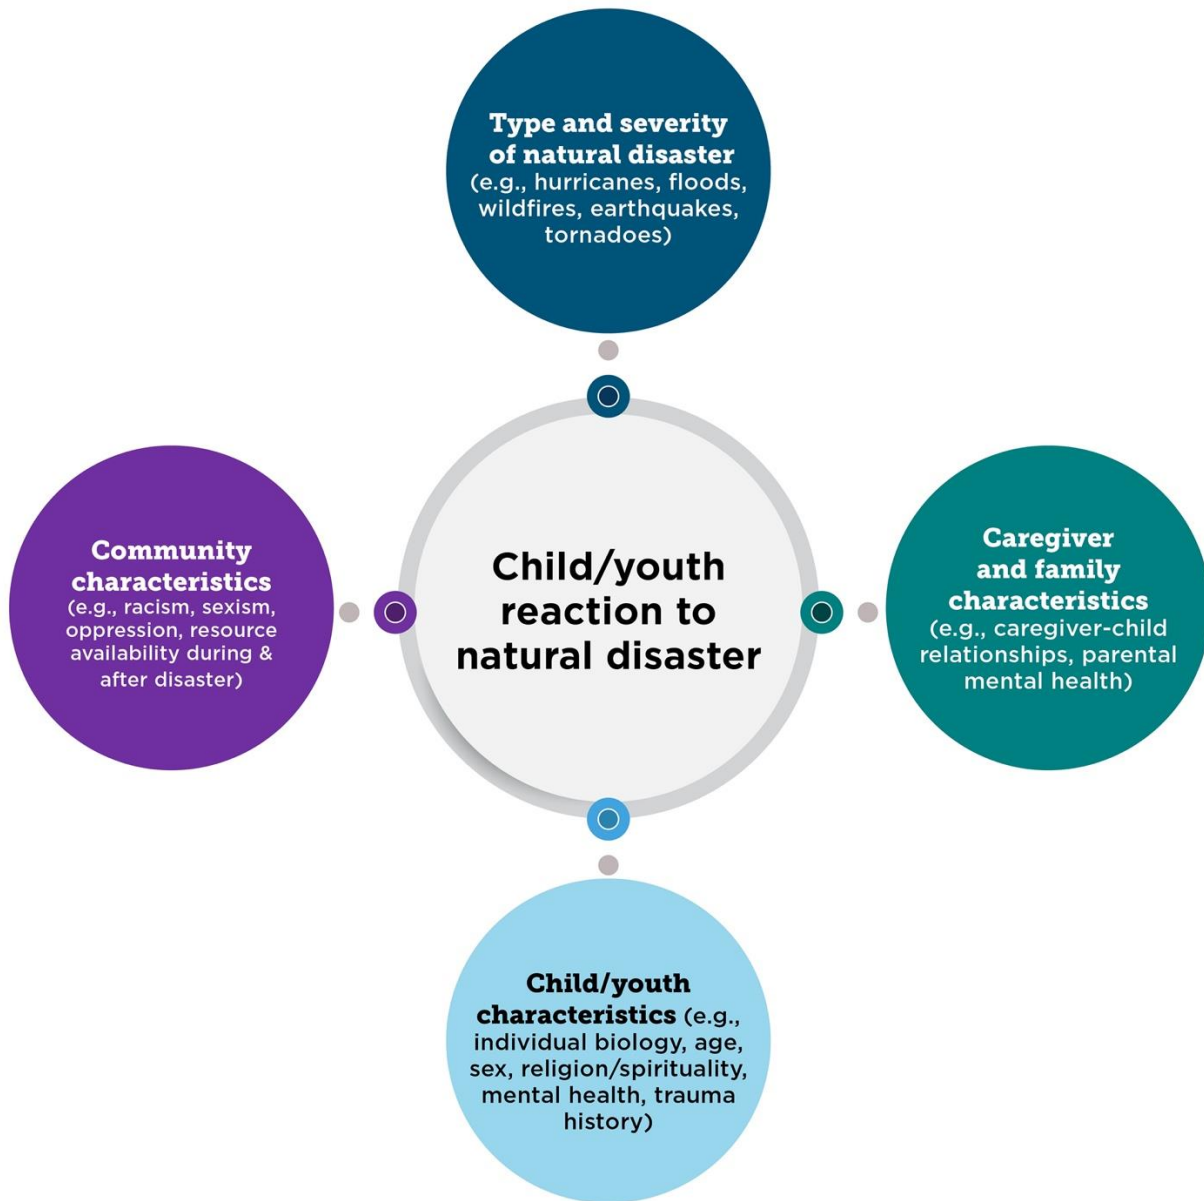 Type and severity
of natural disaster
(e.g., hurricanes, floods,
wildfires, earthquakes,
tornadoes)
Community
characteristics
(e.g., racism, sexism,
oppression, resource
availability during &
after disaster)
Child/youth
reaction to
natural disaster
Caregiver
and family
characteristics
(e.g., caregiver-child
relationships, parental
mental health)
Child/youth
characteristics (e.g.,
individual biology, age,
sex, religion/spirituality,
mental health, trauma
history)